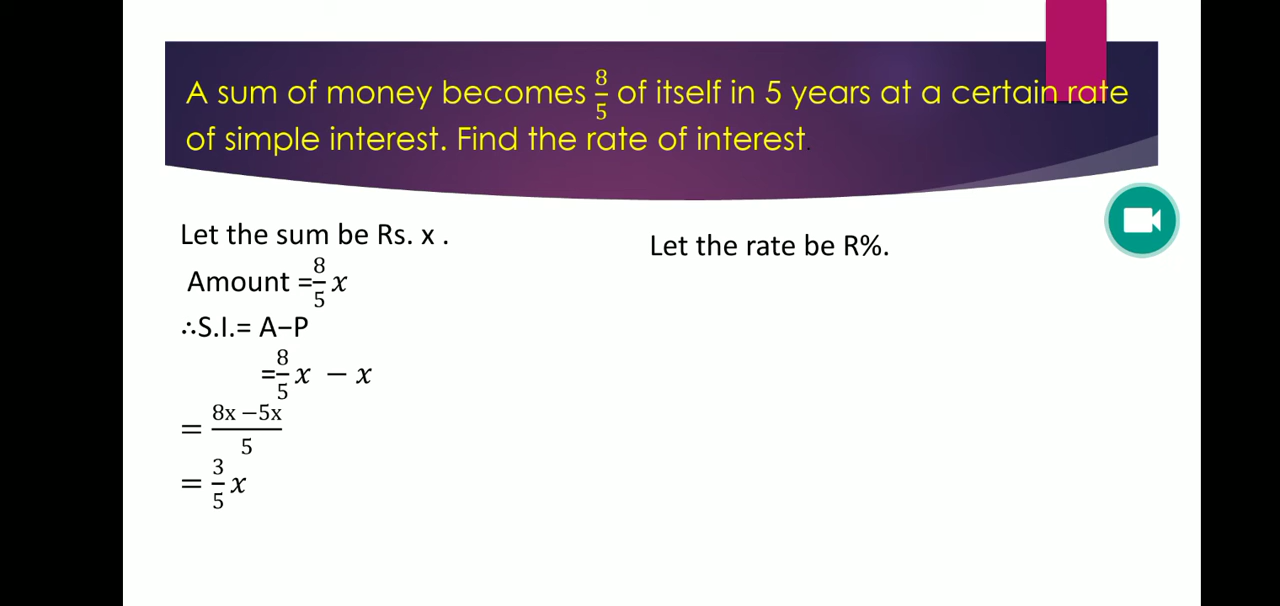 A sum of money becomes 8/5 of itself in 5 years at a certain rate
of simple interest. Find the rate of interest.
Let the sum be Rs. x .
Amount =8/5 x
∴S.I.= A−P
=8/5 x − x
= (8x −5x)/5
= 3/5 x
Let the rate be R%.